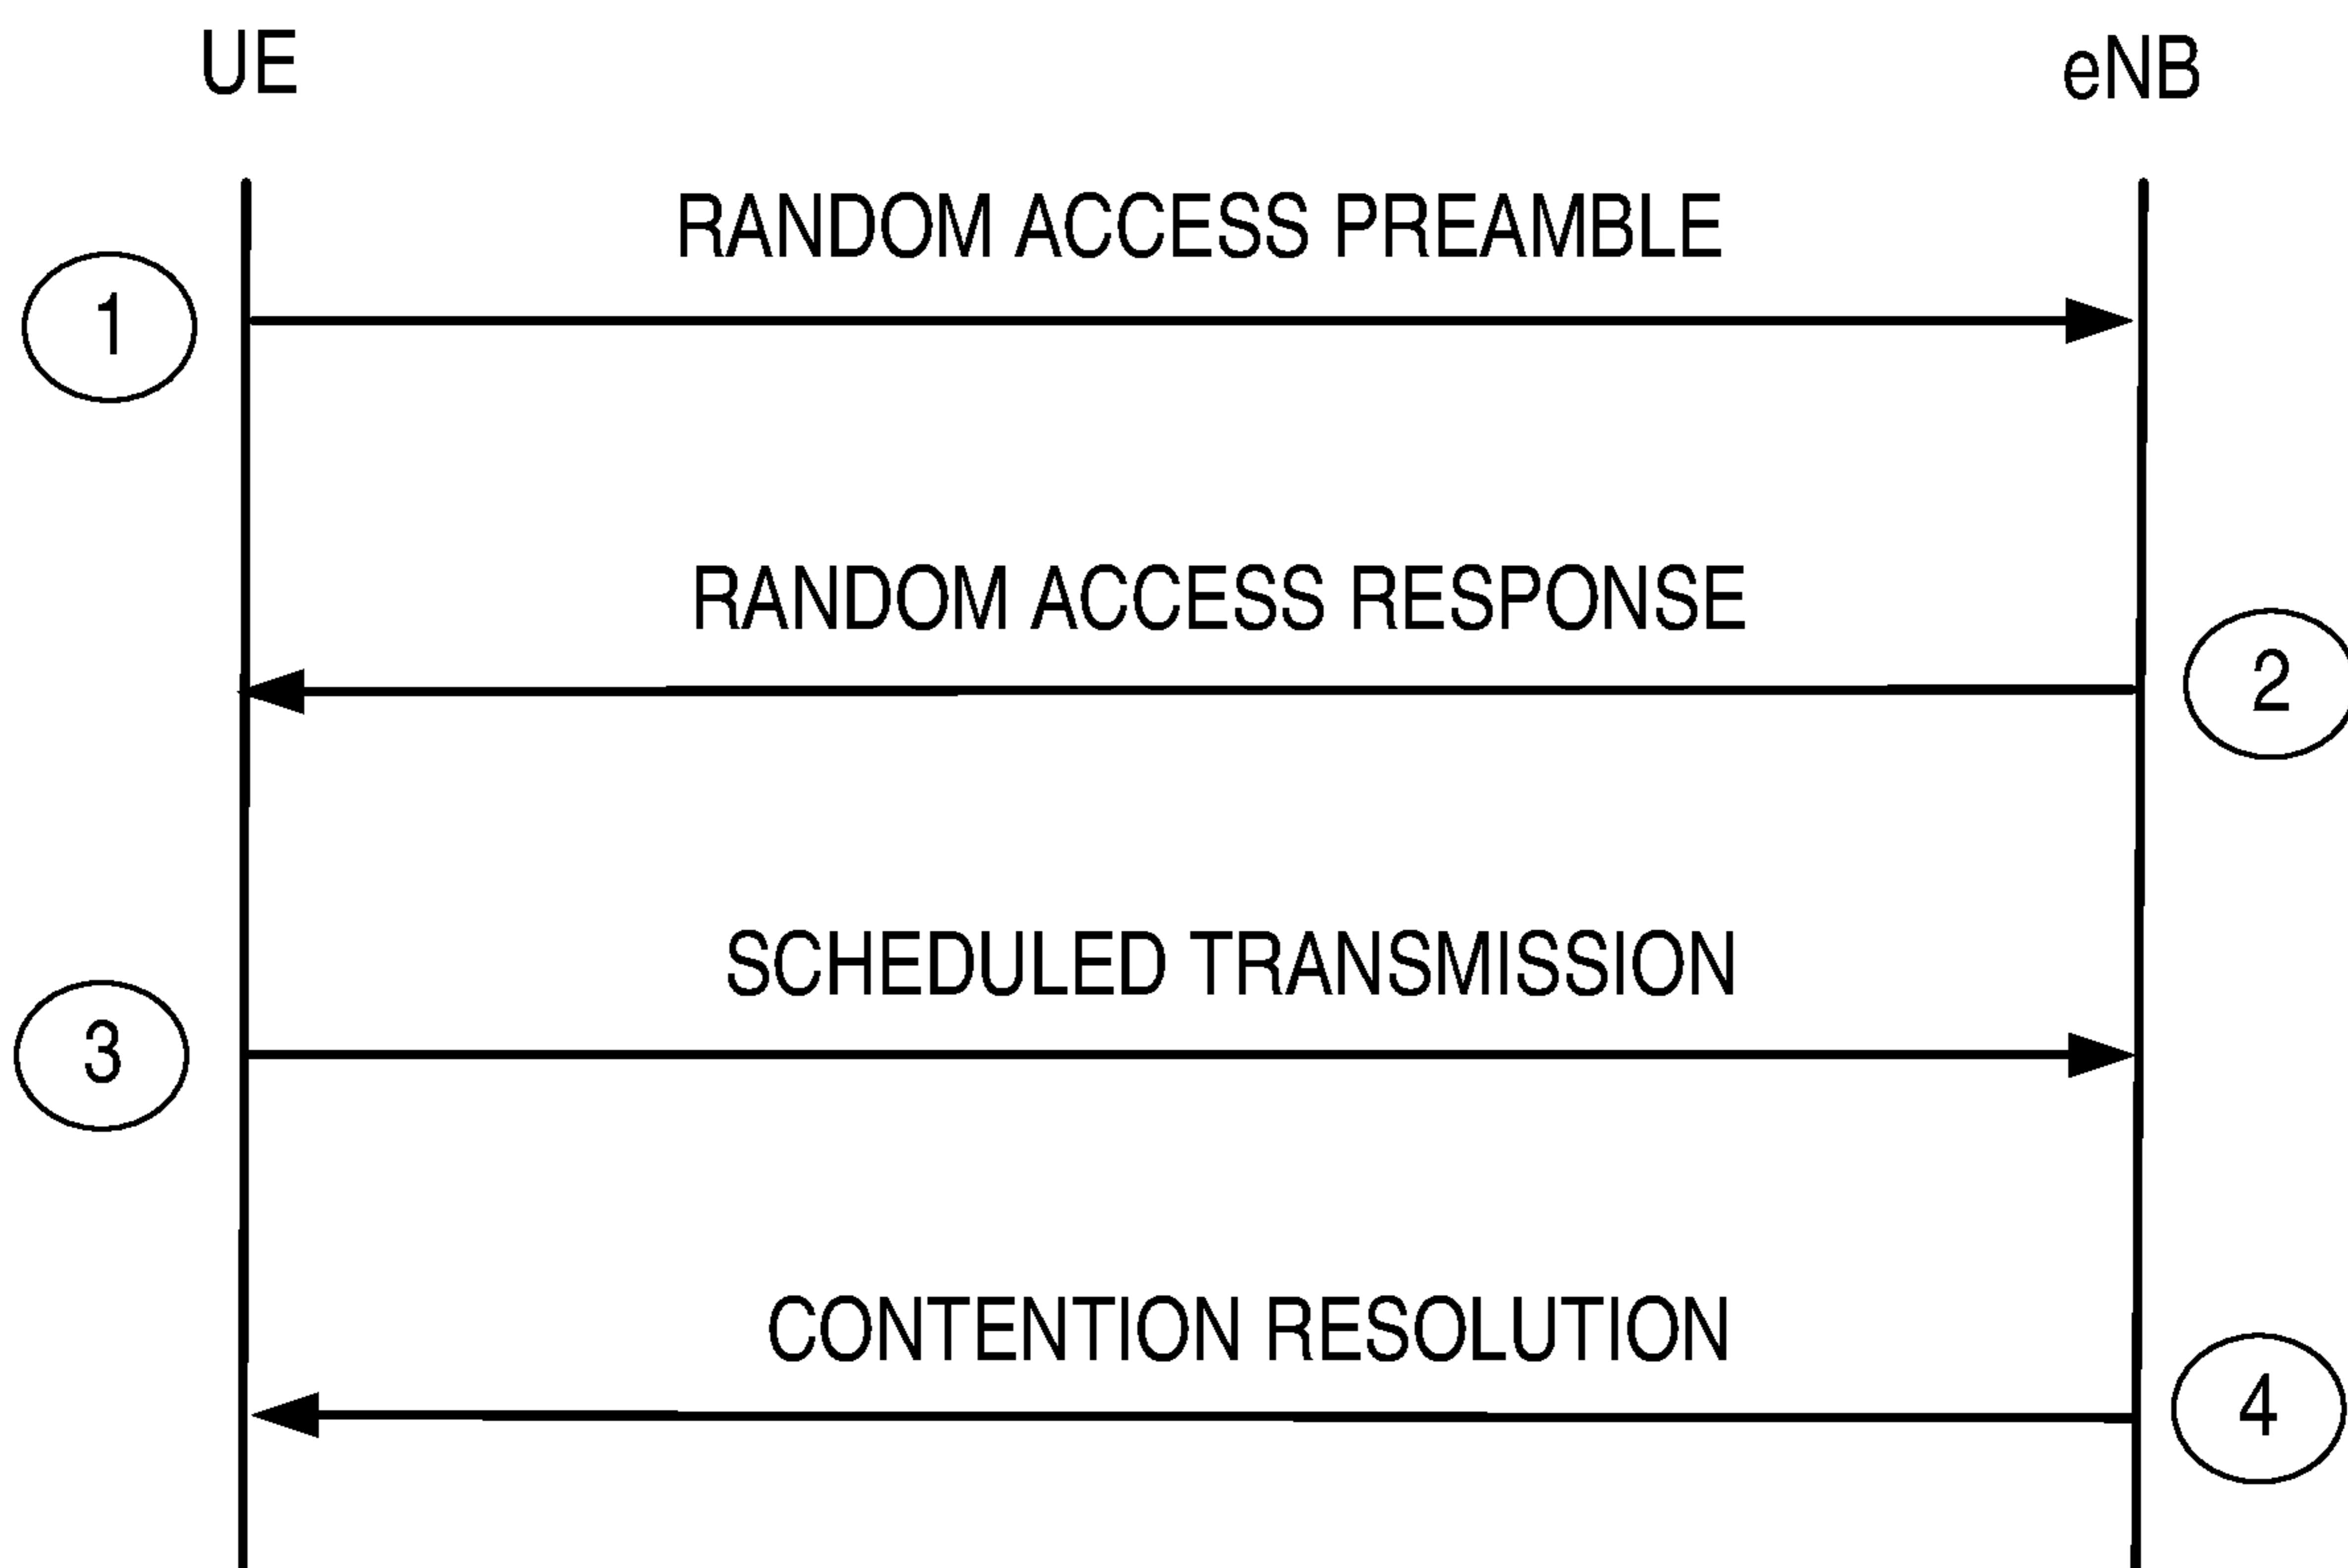 UE
eNB
RANDOM ACCESS PREAMBLE
1
RANDOM ACCESS RESPONSE
2
SCHEDULED TRANSMISSION
3
CONTENTION RESOLUTION
4